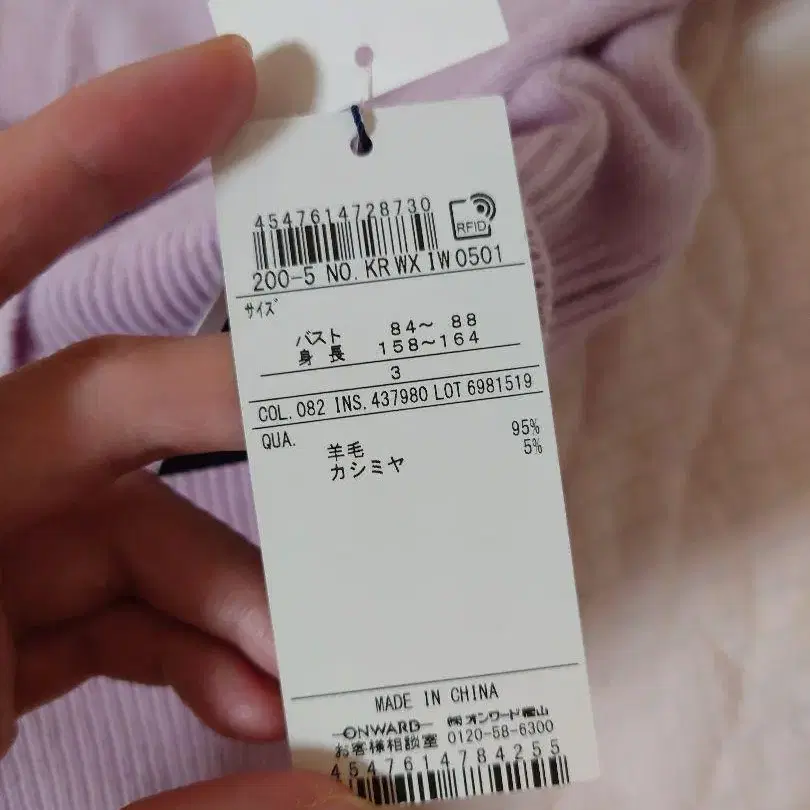 4547614728730
RFID
200-5 NO. KRWXIW0501
サイズ
バスト 84〜 88
身 長 158〜164
3
COL. 082 INS. 437980 LOT 6981519
QUA.
羊毛 95%
カシミヤ 5%
MADE IN CHINA
ONWARD ㈱オンワード樫山
お客様相談室 0120-58-6300
4547614784255